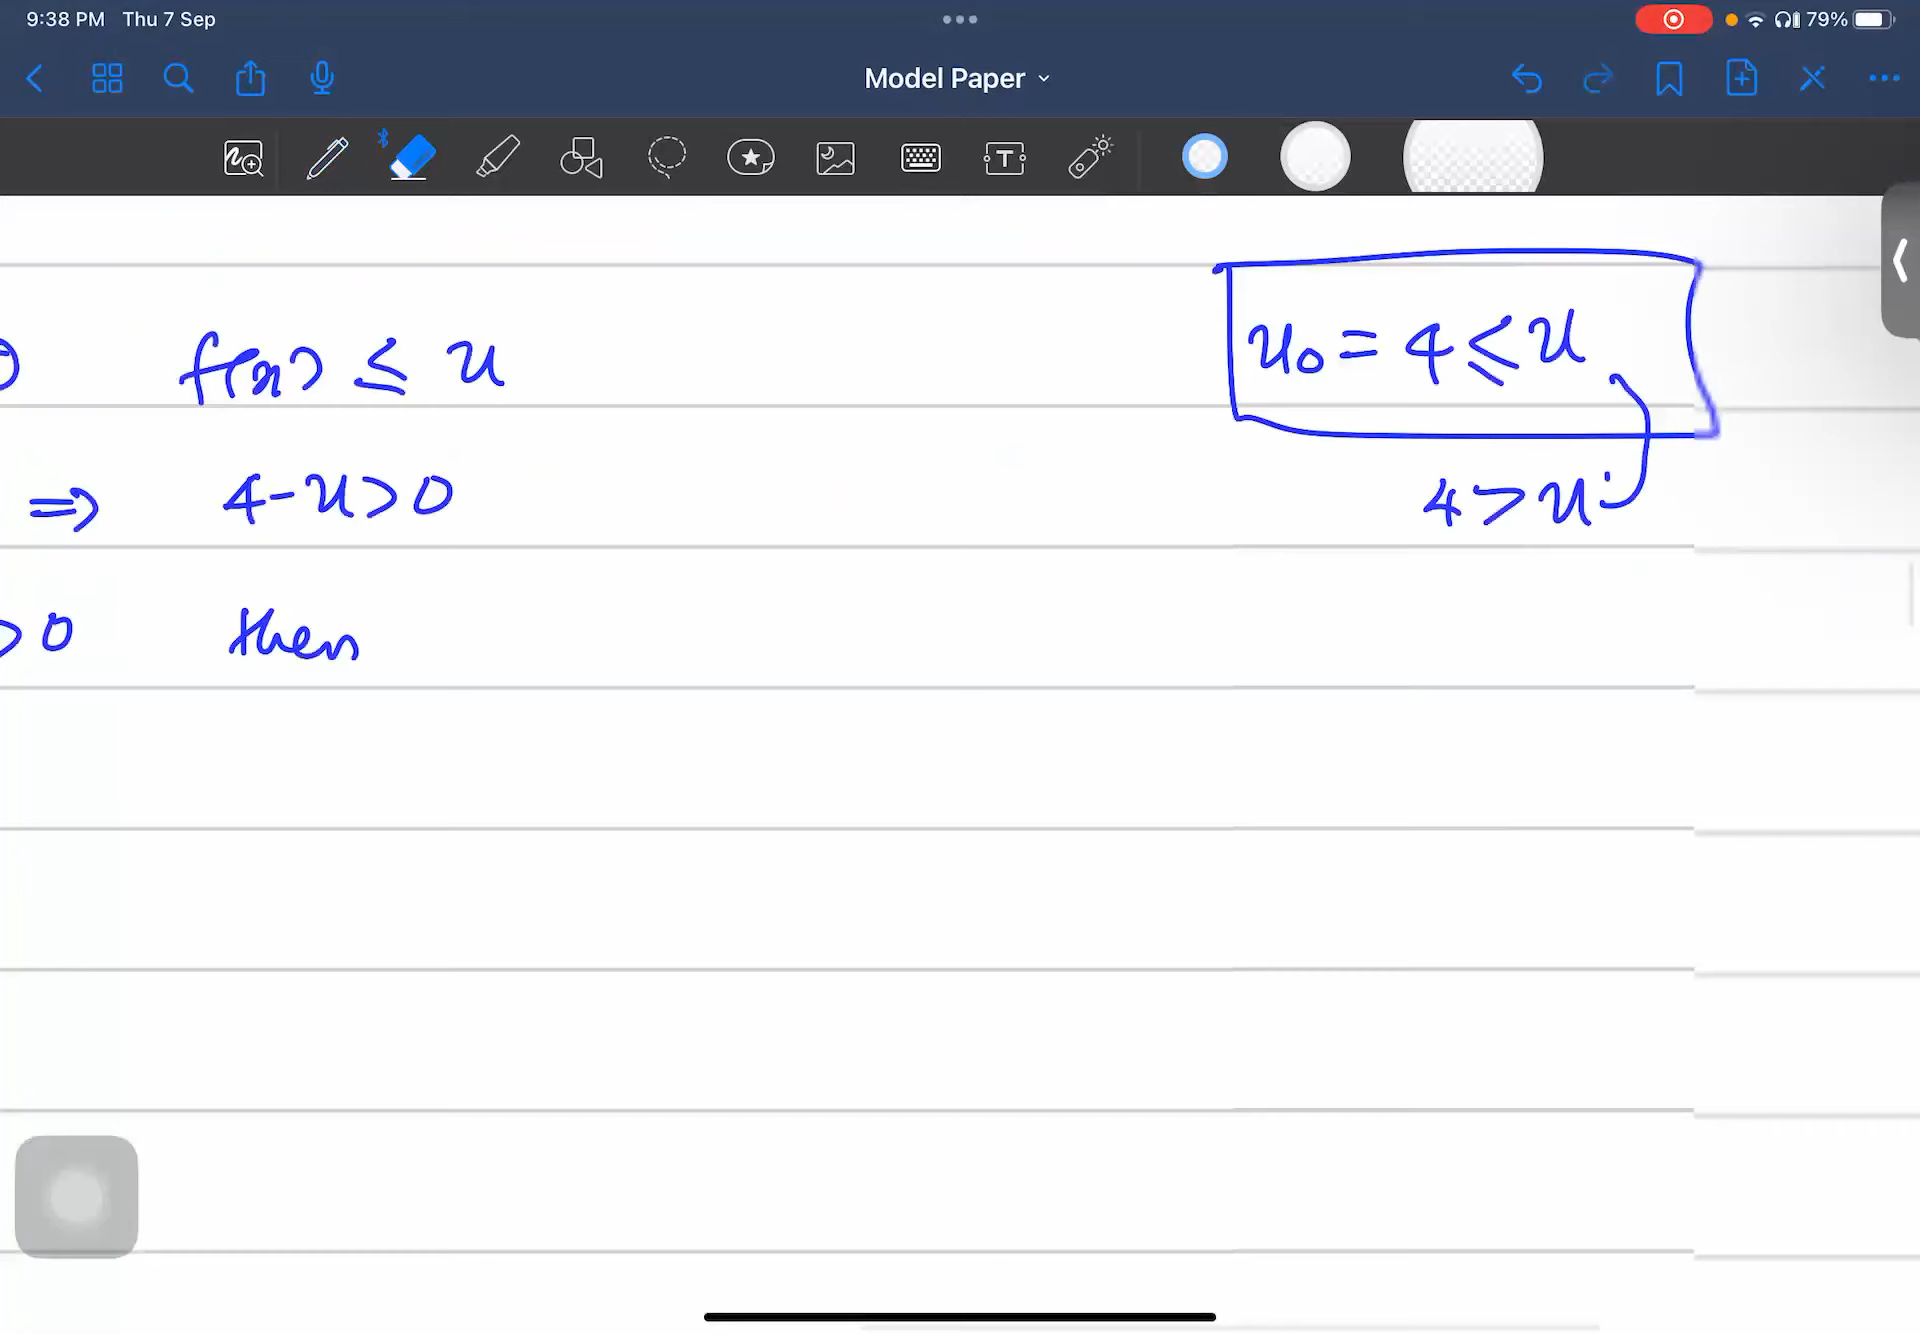 9:38 PM Thu 7 Sep
79%
Model Paper
T
f(x) ≤ u
u₀ = 4 ≤ u
⇒ 4-u>0
4>u
>0 then